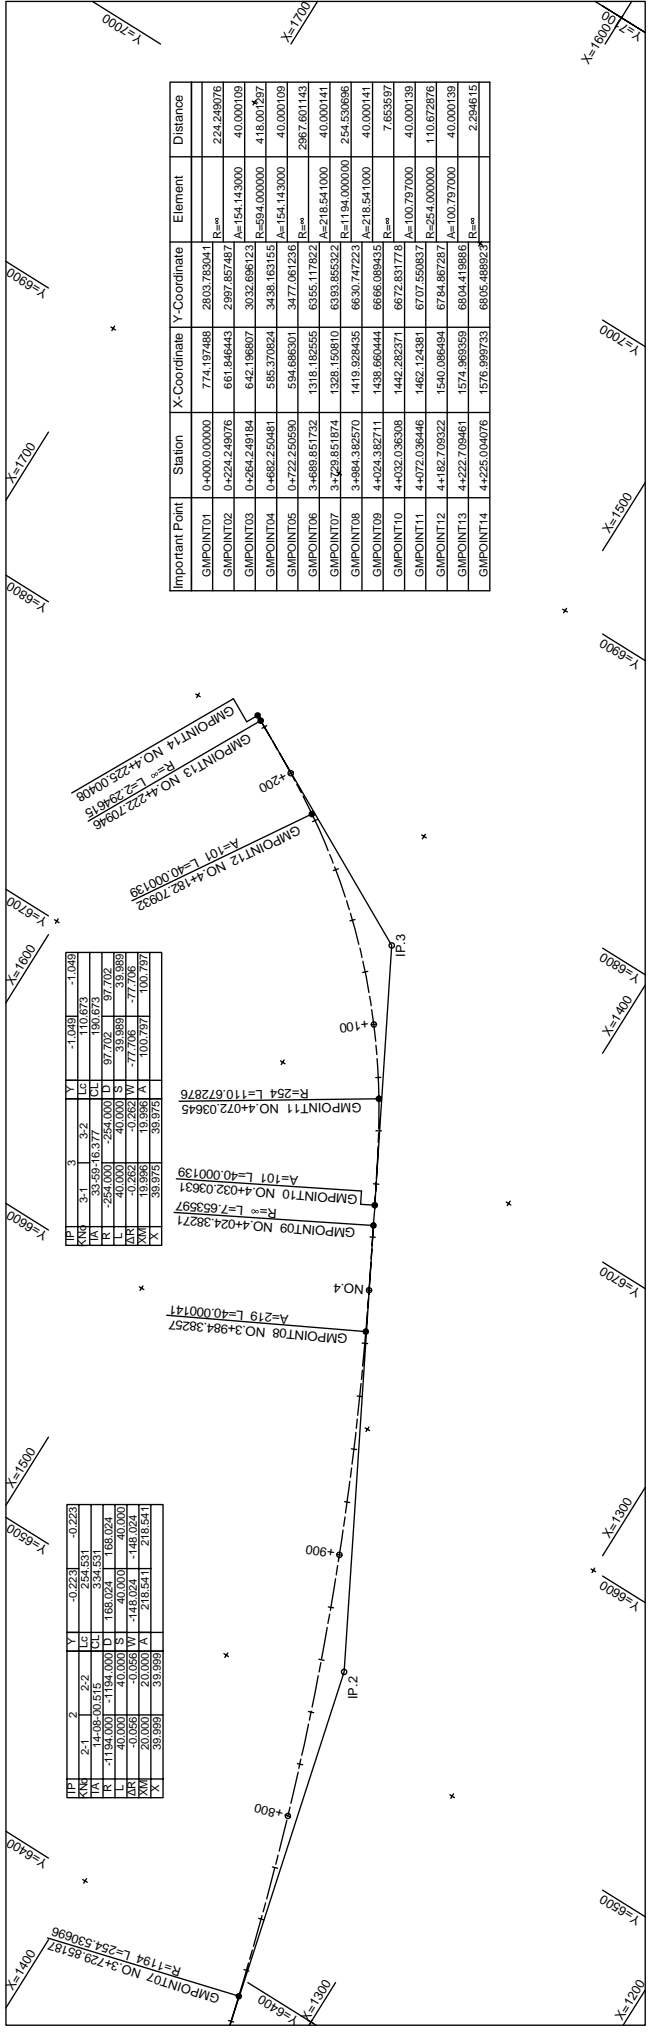 Important Point Station X-Coordinate Y-Coordinate Element Distance
GMPOINT01 0+000.000000 774.197488 2803.783041
R=∞ 224.249076
GMPOINT02 0+224.249076 661.846443 2997.857487
A=154.143000 40.000109
GMPOINT03 0+264.249184 642.196807 3032.696123
R=594.000000 418.001297
GMPOINT04 0+682.250481 585.370824 3438.163155
A=154.143000 40.000109
GMPOINT05 0+722.250590 594.686301 3477.061236
R=∞ 2967.601143
GMPOINT06 3+689.851732 1318.182555 6355.117822
A=218.541000 40.000141
GMPOINT07 3+729.851874 1328.150810 6393.855322
R=1194.000000 254.530696
GMPOINT08 3+984.382570 1419.928435 6630.747223
A=218.541000 40.000141
GMPOINT09 4+024.382711 1438.660444 6666.089435
R=∞ 7.653597
GMPOINT10 4+032.036308 1442.282371 6672.831778
A=100.797000 40.000139
GMPOINT11 4+072.036446 1462.124381 6707.550837
R=254.000000 110.672876
GMPOINT12 4+182.709322 1540.086494 6784.867287
A=100.797000 40.000139
GMPOINT13 4+222.709461 1574.969359 6804.419886
R=∞ 2.294615
GMPOINT14 4+225.004076 1576.999733 6805.488923
IP 2 Y -0.223 -0.223
KNo 2-1 2-2 Lc 254.531
IA 14-08-00.515 CL 334.531
R -1194.000 -1194.000 D 168.024 168.024
L 40.000 40.000 S 40.000 40.000
ΔR -0.056 -0.056 W -148.024 -148.024
XM 20.000 20.000 A 218.541 218.541
X 39.999 39.999
IP 3 Y -1.049 -1.049
KNo 3-1 3-2 Lc 110.673
IA 33-59-16.377 CL 190.673
R -254.000 -254.000 D 97.702 97.702
L 40.000 40.000 S 39.989 39.989
ΔR -0.262 -0.262 W -77.706 -77.706
XM 19.996 19.996 A 100.797 100.797
X 39.975 39.975
GMPOINT07 NO.3+729.85187
R=1194 L=254.530696
GMPOINT08 NO.3+984.38257
A=219 L=40.000141
GMPOINT09 NO.4+024.38271
R=∞ L=7.653597
GMPOINT10 NO.4+032.03631
A=101 L=40.000139
GMPOINT11 NO.4+072.03645
R=254 L=110.672876
GMPOINT12 NO.4+182.70932
A=101 L=40.000139
GMPOINT13 NO.4+222.70946
R=∞ L=2.294615
GMPOINT14 NO.4+225.00408
+800
+900
NO.4
+100
+200
IP.2
IP.3
X=1400
Y=6400
Y=6500
X=1500
Y=6600
X=1600
Y=6700
Y=6800
X=1700
Y=6900
Y=7000
X=1700
Y=6400
X=1300
X=1200
Y=6500
Y=6600
X=1300
Y=6700
X=1400
Y=6800
Y=6900
X=1500
Y=7000
X=1600
Y=7100